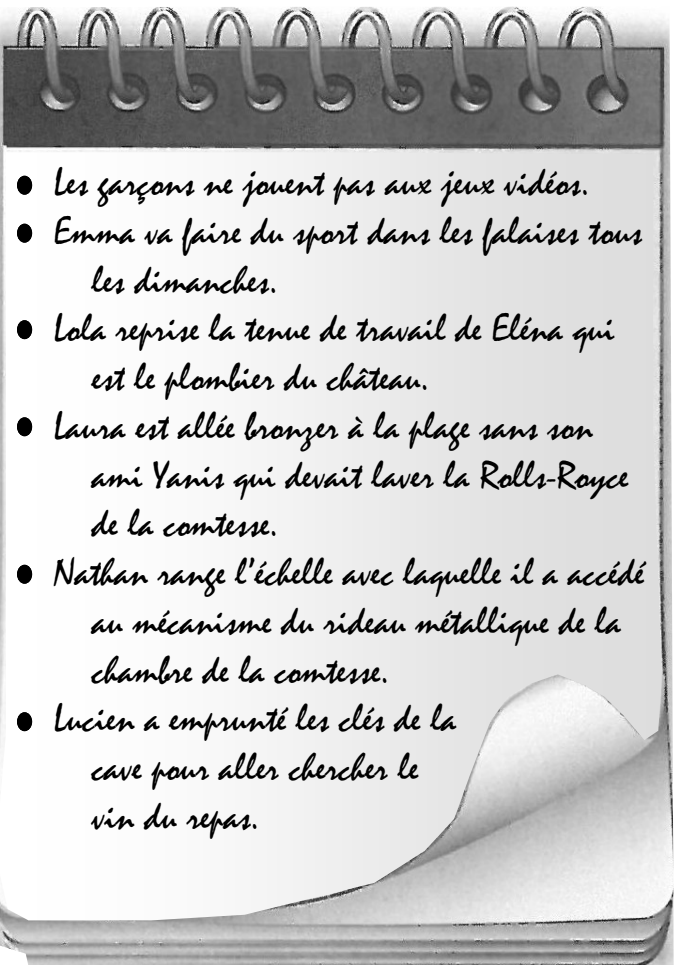 • Les garçons ne jouent pas aux jeux vidéos.
• Emma va faire du sport dans les falaises tous
les dimanches.
• Lola reprise la tenue de travail de Eléna qui
est le plombier du château.
• Laura est allée bronzer à la plage sans son
ami Yanis qui devait laver la Rolls-Royce
de la comtesse.
• Nathan range l'échelle avec laquelle il a accédé
au mécanisme du rideau métallique de la
chambre de la comtesse.
• Lucien a emprunté les clés de la
cave pour aller chercher le
vin du repas.